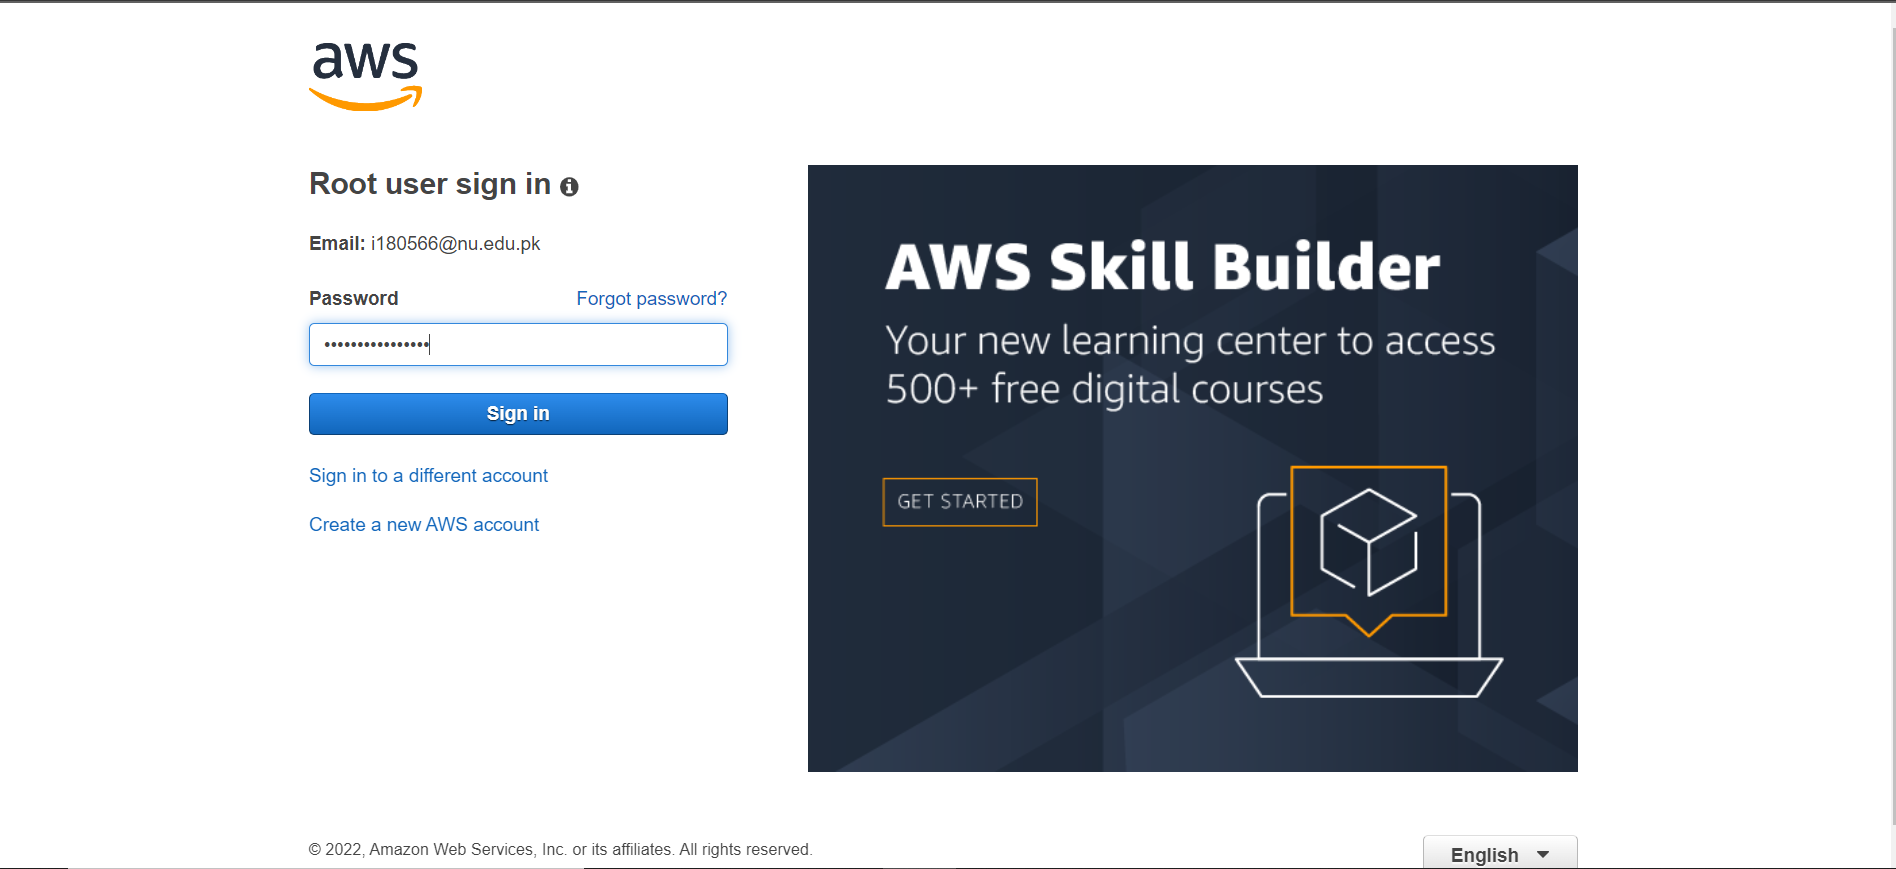 aws
Root user sign in
Email: i180566@nu.edu.pk
Password
Forgot password?
••••••••••••••••
Sign in
Sign in to a different account
Create a new AWS account
AWS Skill Builder
Your new learning center to access
500+ free digital courses
GET STARTED
© 2022, Amazon Web Services, Inc. or its affiliates. All rights reserved.
English